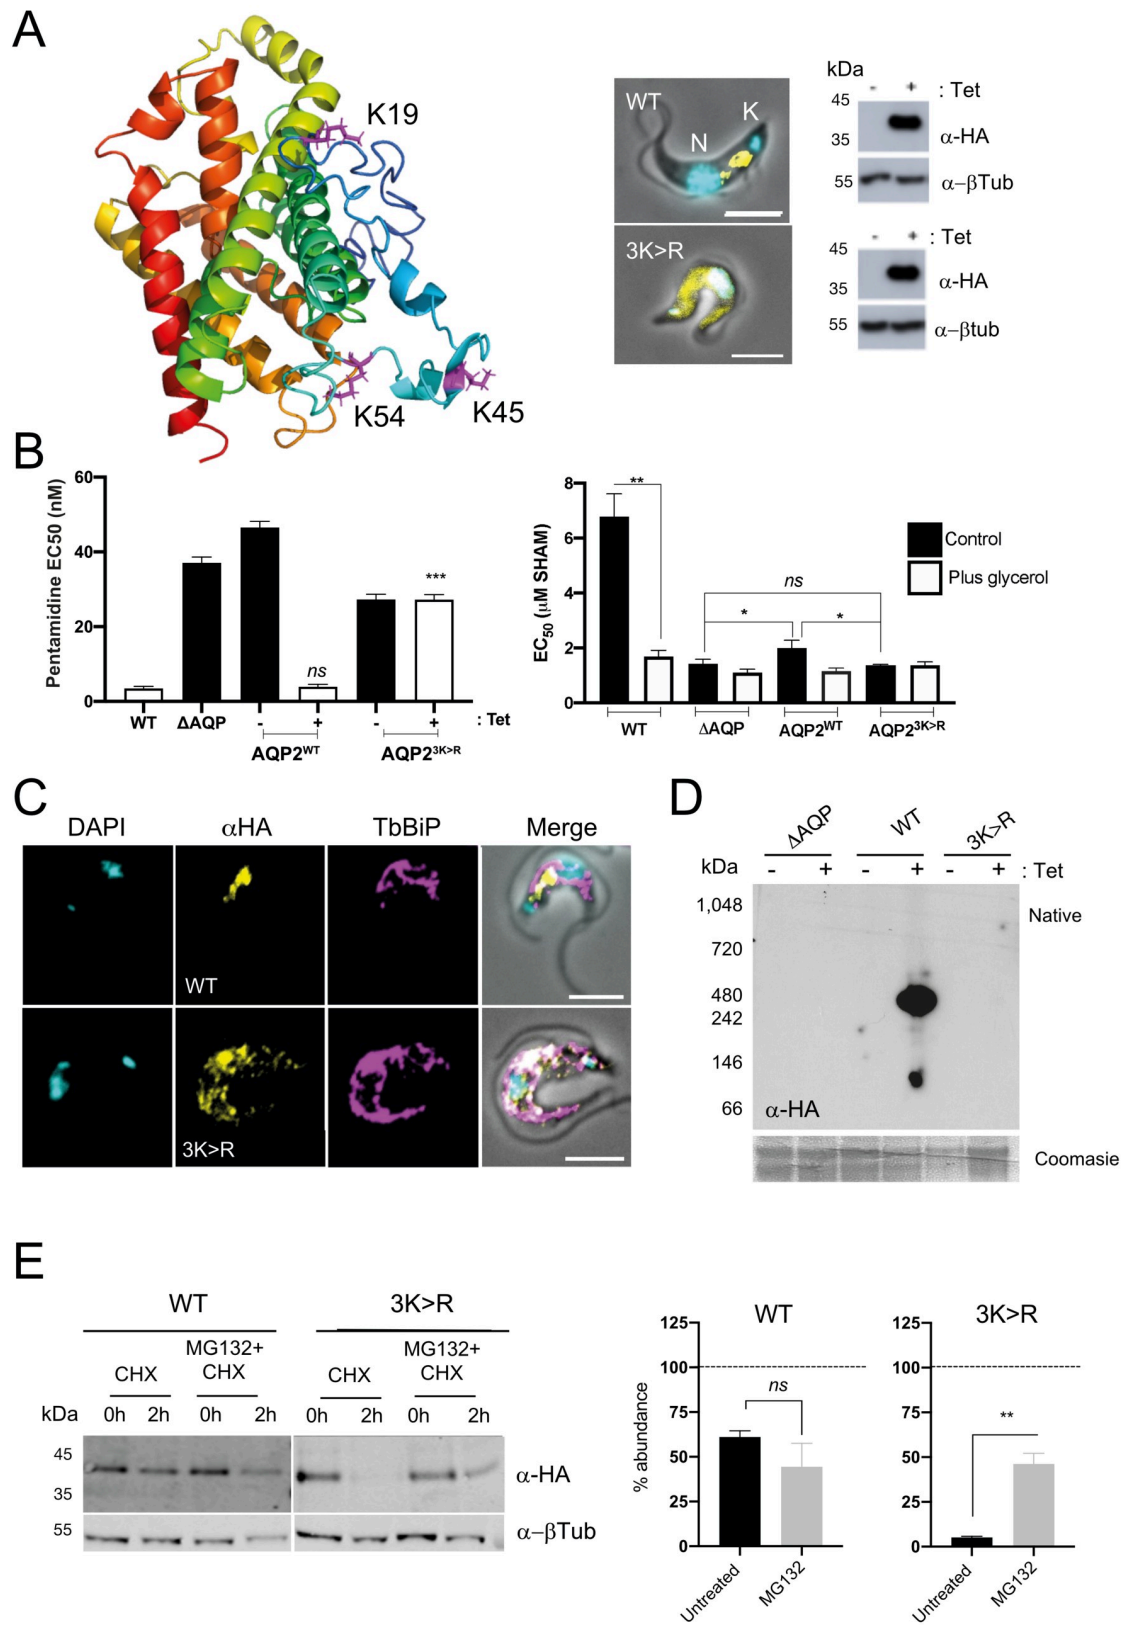 A
K19
K54
K45
WT
K
N
3K>R
kDa
- + : Tet
45
35
α-HA
55
α-βTub
- + : Tet
45
35
α-HA
55
α-βtub
B
Pentamidine EC50 (nM)
60
40
20
0
ns
***
WT ΔAQP - + - + : Tet
AQP2WT AQP23K>R
EC50 (μM SHAM)
8
6
4
2
0
**
ns
* *
Control
Plus glycerol
WT ΔAQP AQP2WT AQP23K>R
C
DAPI αHA TbBiP Merge
WT
3K>R
D
ΔAQP WT 3K>R
kDa - + - + - + : Tet
1,048
720
480
242
146
66
Native
α-HA
Coomasie
E
WT 3K>R
CHX MG132+ CHX CHX MG132+ CHX
kDa 0h 2h 0h 2h 0h 2h 0h 2h
45
35
α-HA
55
α-βTub
WT
% abundance
125
100
75
50
25
0
ns
Untreated MG132
3K>R
125
100
75
50
25
0
**
Untreated MG132